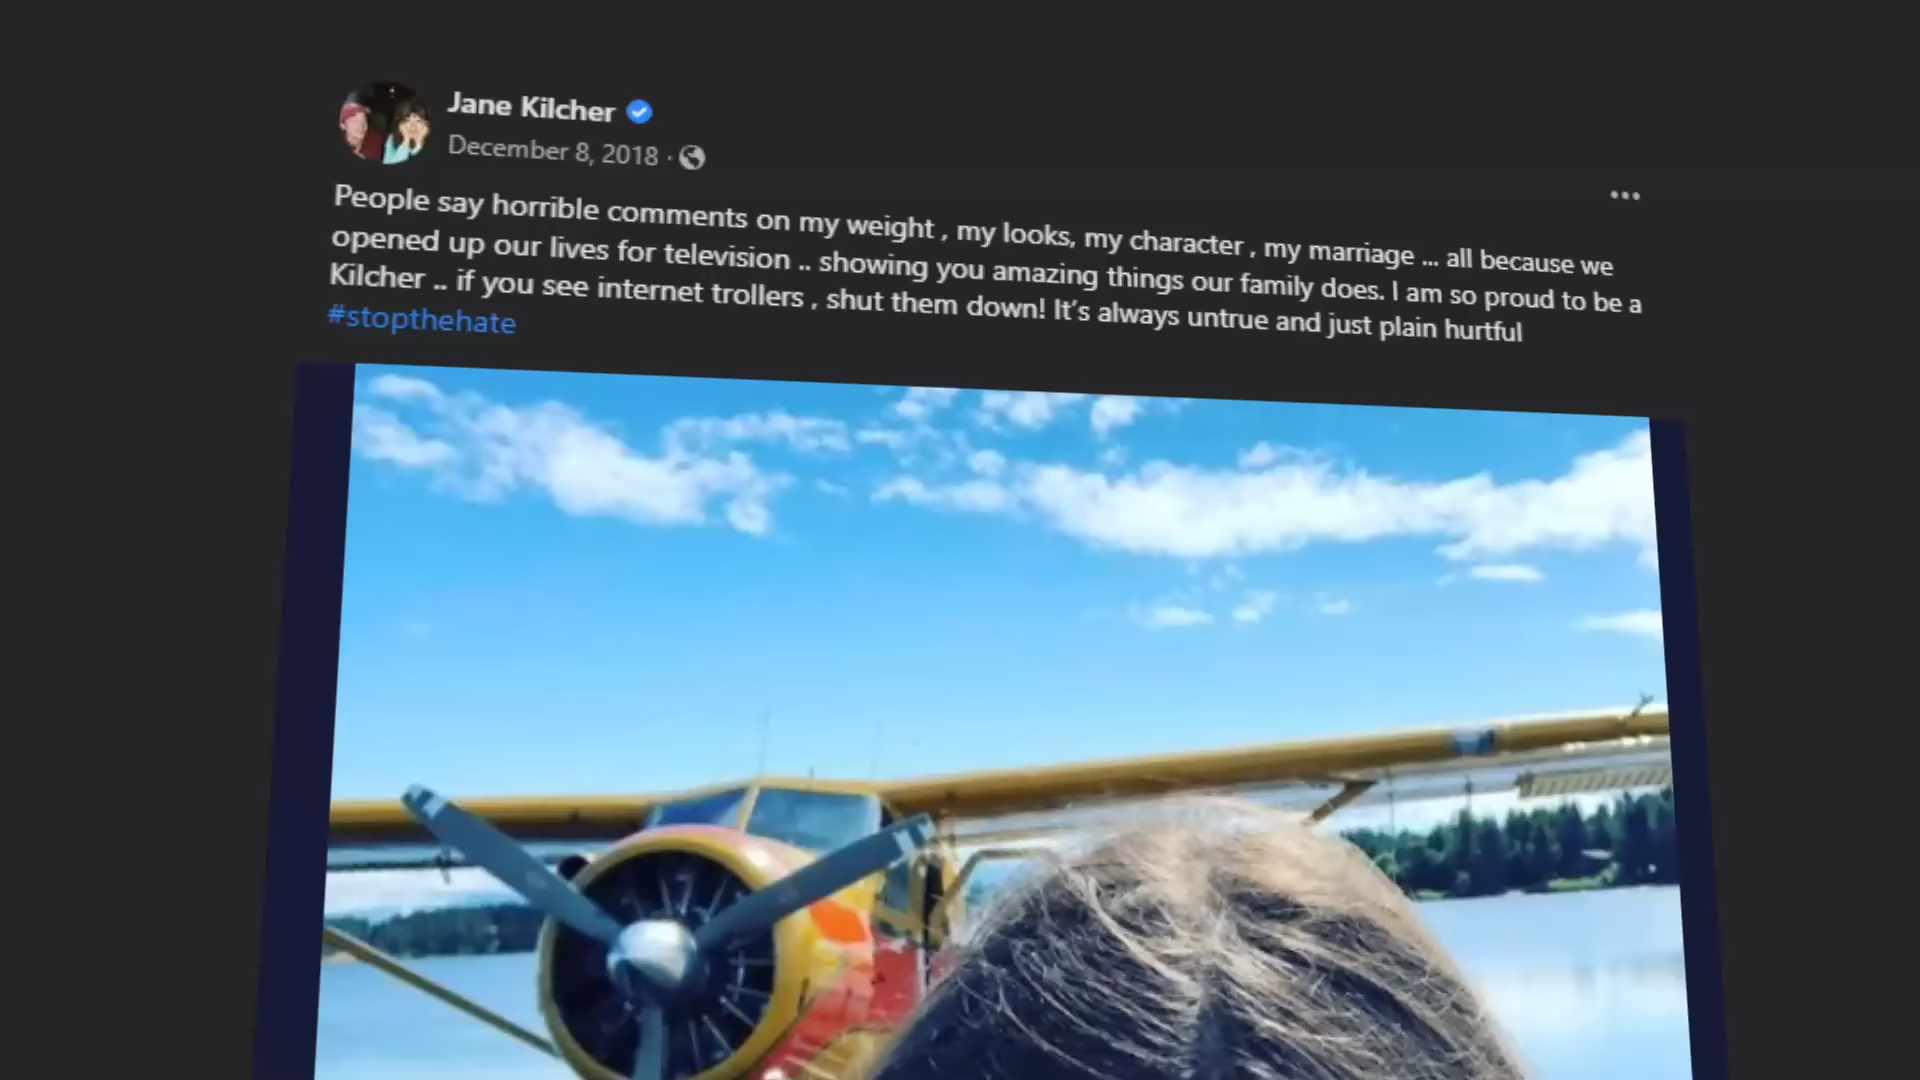 Jane Kilcher
December 8, 2018 ·
People say horrible comments on my weight , my looks, my character , my marriage ... all because we
opened up our lives for television .. showing you amazing things our family does. I am so proud to be a
Kilcher .. if you see internet trollers , shut them down! It's always untrue and just plain hurtful
#stopthehate